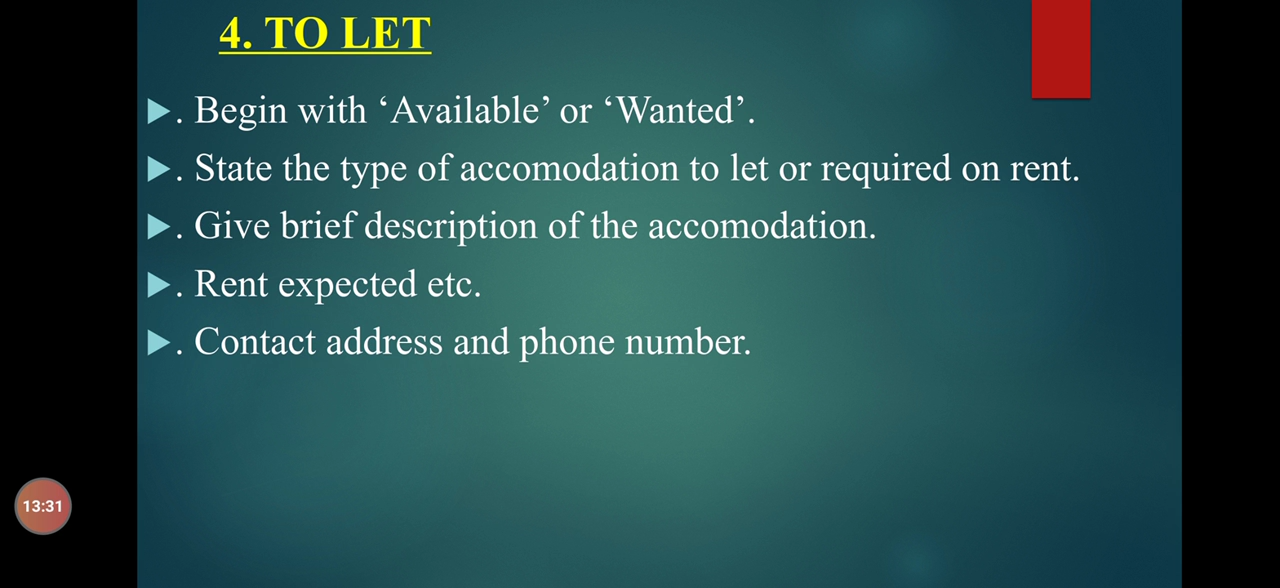 4. TO LET
. Begin with ‘Available’ or ‘Wanted’.
. State the type of accomodation to let or required on rent.
. Give brief description of the accomodation.
. Rent expected etc.
. Contact address and phone number.
13:31